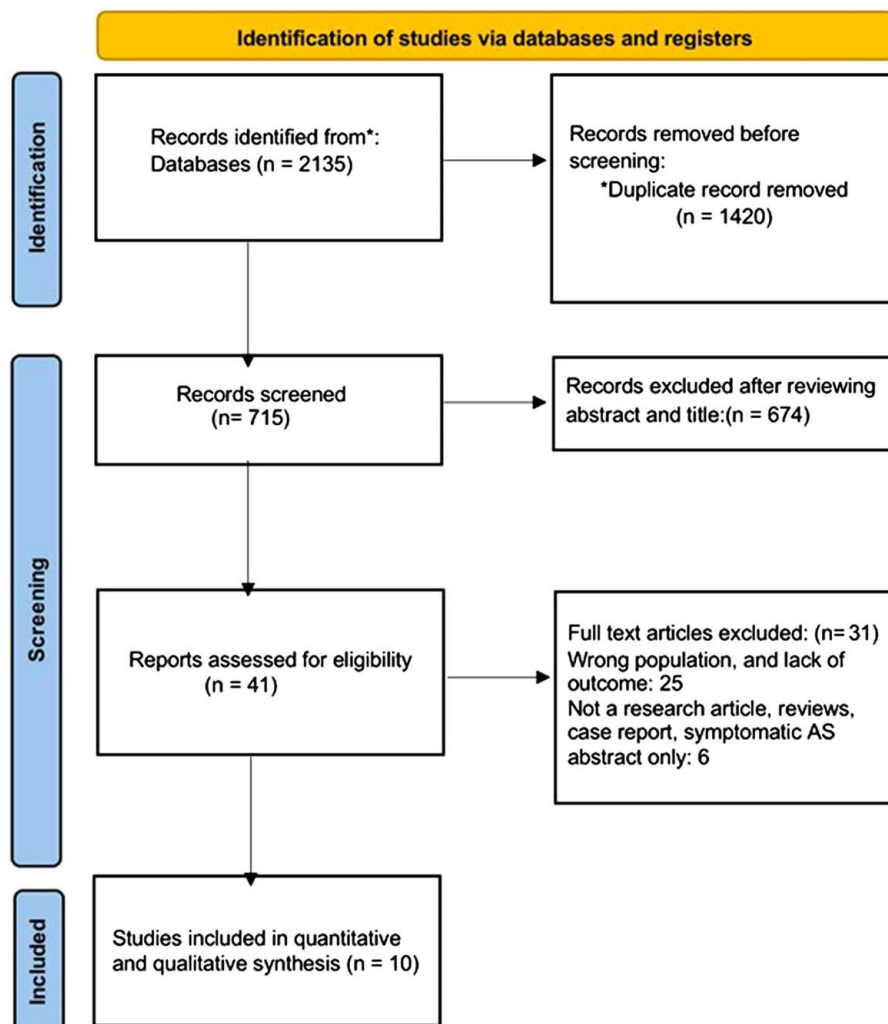 Identification of studies via databases and registers
Identification
Records identified from*:
Databases (n = 2135)
Records removed before
screening:
*Duplicate record removed
(n = 1420)
Screening
Records screened
(n= 715)
Records excluded after reviewing
abstract and title:(n = 674)
Reports assessed for eligibility
(n = 41)
Full text articles excluded: (n= 31)
Wrong population, and lack of
outcome: 25
Not a research article, reviews,
case report, symptomatic AS
abstract only: 6
Included
Studies included in quantitative
and qualitative synthesis (n = 10)